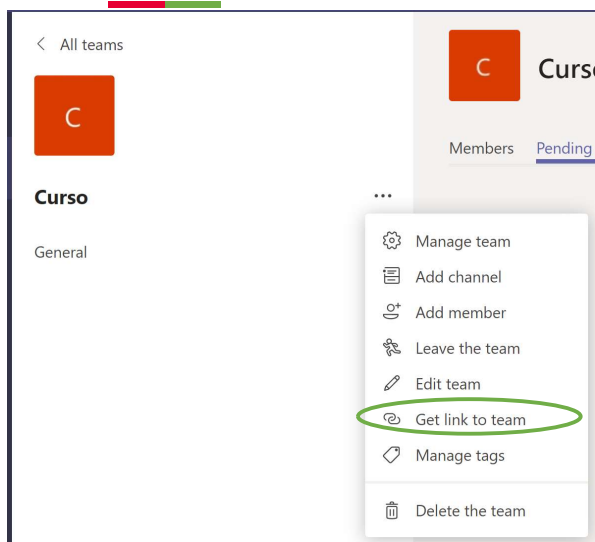 All teams
C
Curso
General
C
Members Pending
Manage team
Add channel
Add member
Leave the team
Edit team
Get link to team
Manage tags
Delete the team